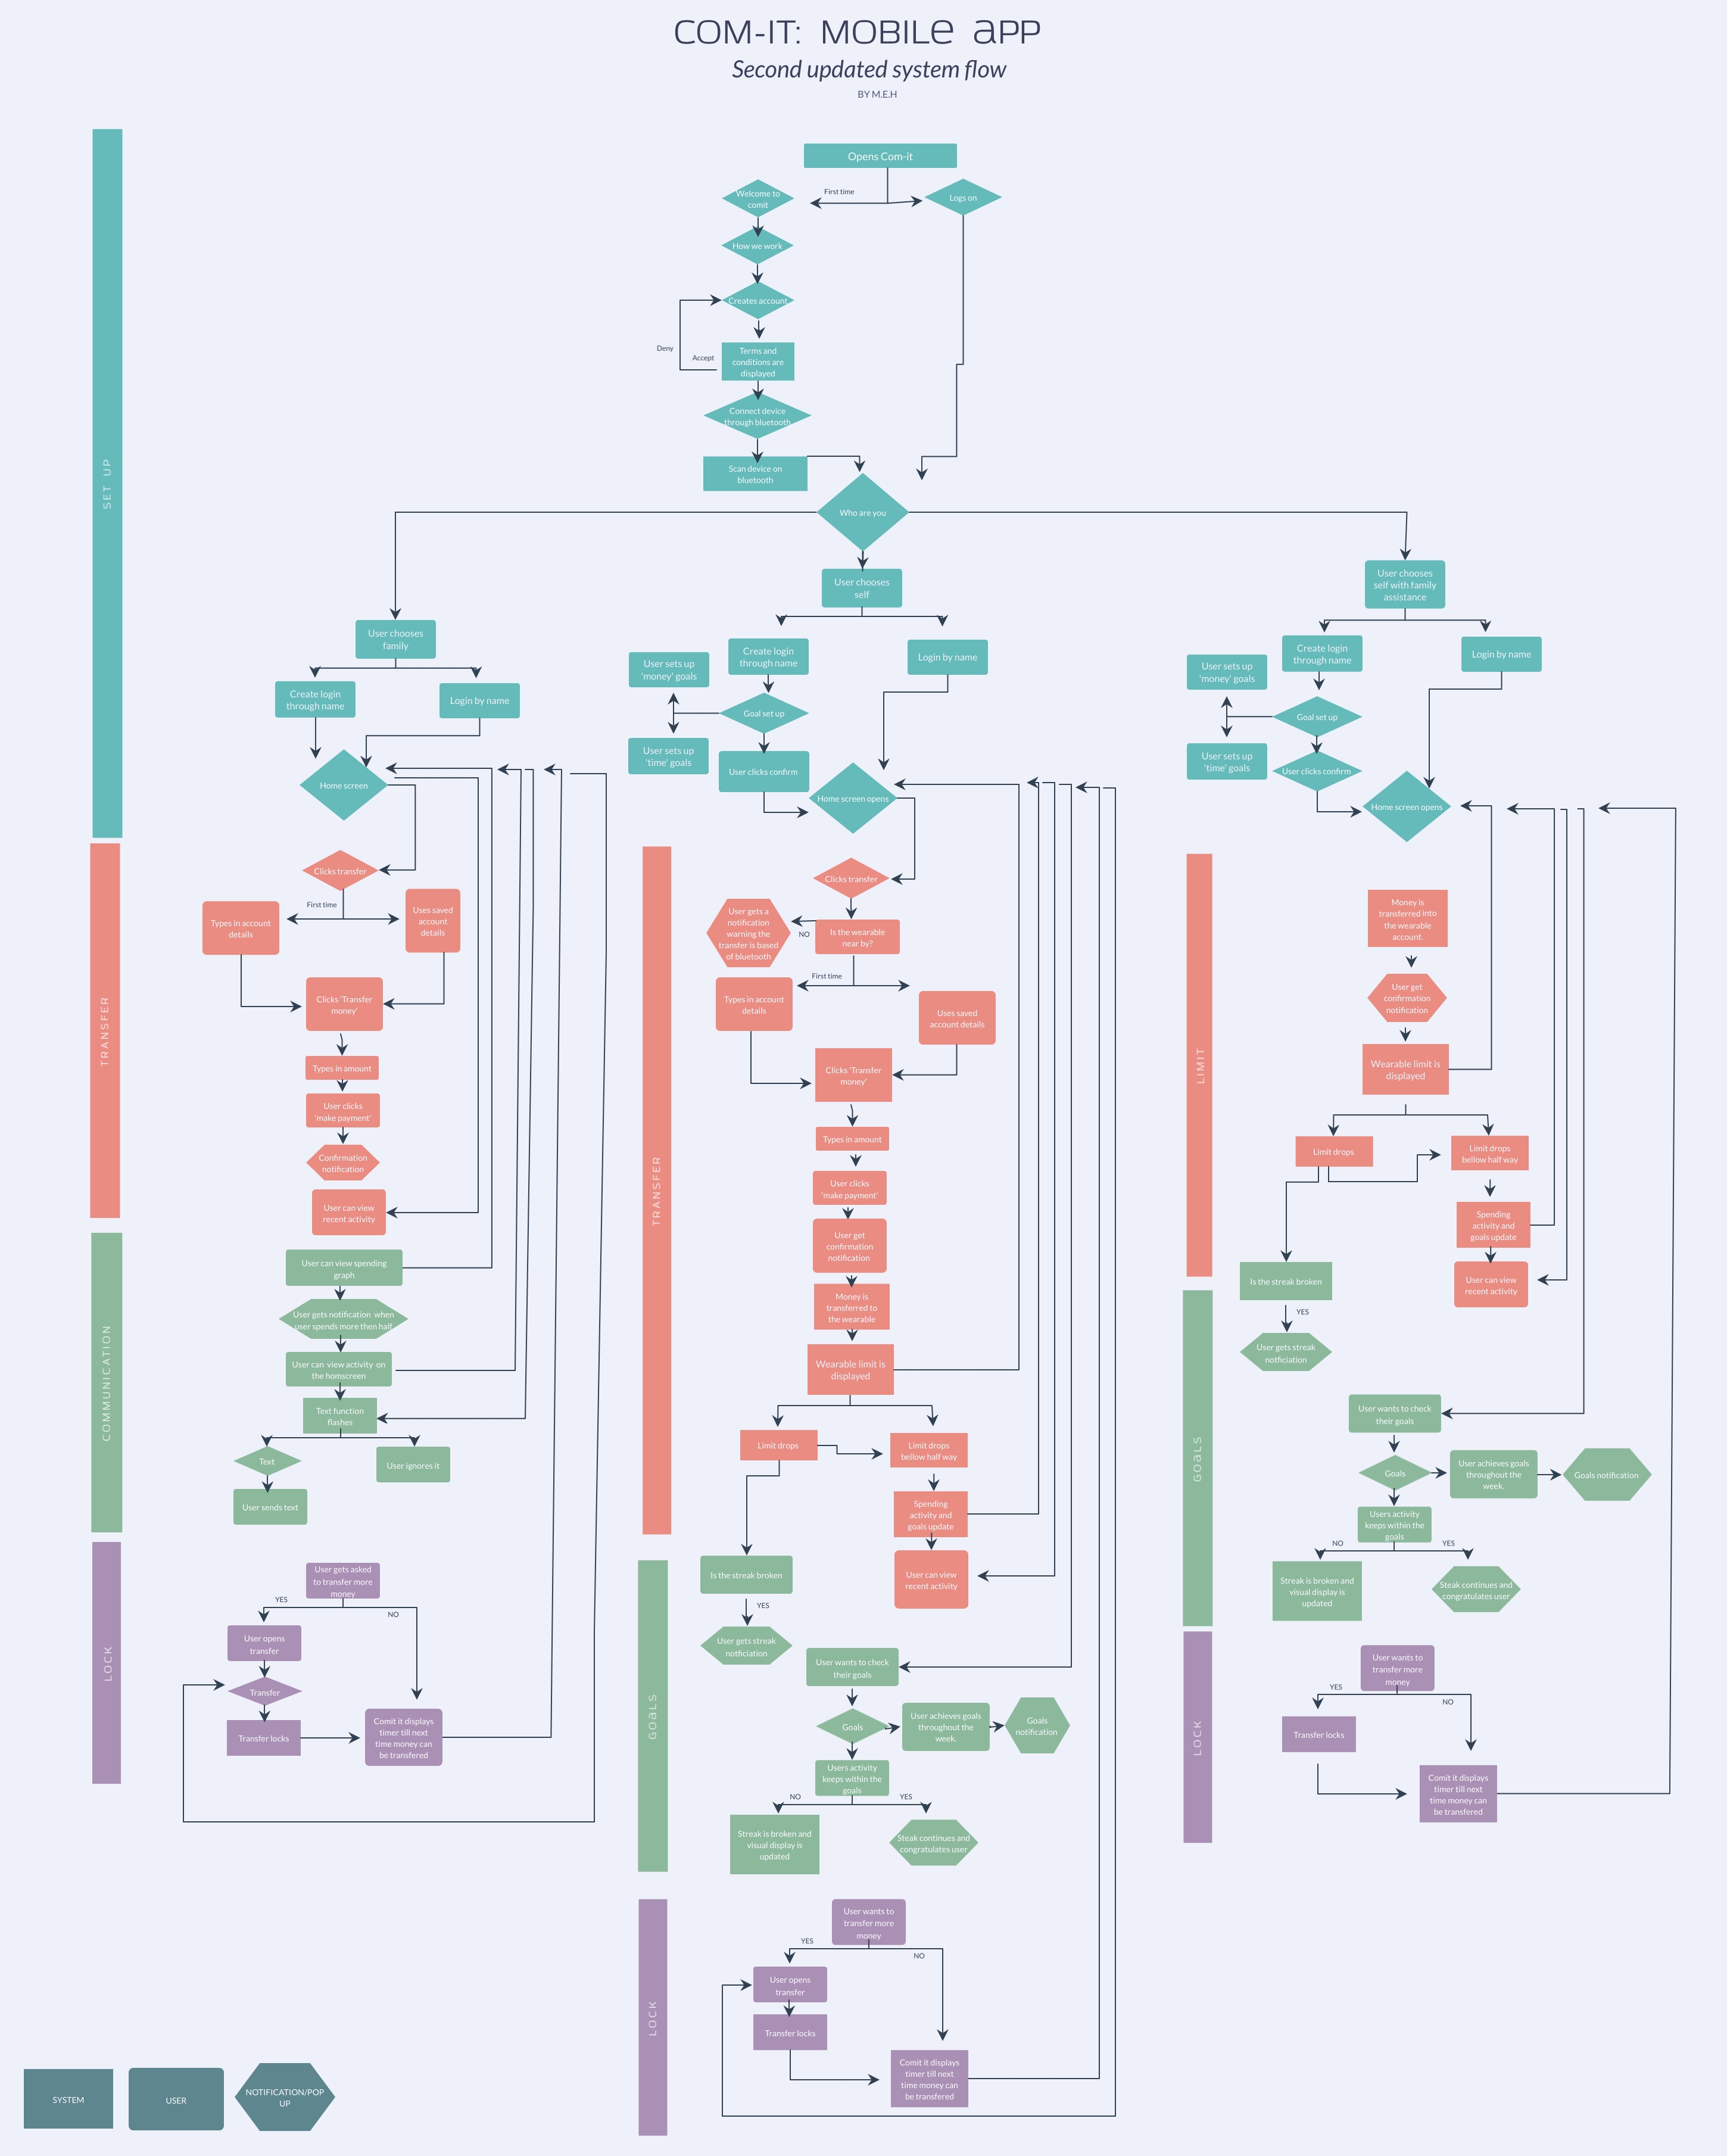 COM-IT: MOBILe aPP
Second updated system flow
BY M.E.H
SET UP
Opens Com-it
First time
Welcome to
comit
Logs on
How we work
Creates account
Deny
Accept
Terms and
conditions are
displayed
Connect device
through bluetooth
Scan device on
bluetooth
Who are you
User chooses
family
Create login
through name
Login by name
Home screen
User chooses
self
Create login
through name
Login by name
User sets up
'money' goals
Goal set up
User sets up
'time' goals
User clicks confirm
Home screen opens
User chooses
self with family
assistance
Create login
through name
Login by name
User sets up
'money' goals
Goal set up
User sets up
'time' goals
User clicks confirm
Home screen opens
TRANSFER
Clicks transfer
First time
Types in account
details
Uses saved
account
details
Clicks 'Transfer
money'
Types in amount
User clicks
'make payment'
Confirmation
notification
User can view
recent activity
COMMUNICATION
User can view spending
graph
User gets notification when
user spends more then half
User can view activity on
the homscreen
Text function
flashes
Text
User ignores it
User sends text
LOCK
User gets asked
to transfer more
money
YES
NO
User opens
transfer
Transfer
Transfer locks
Comit it displays
timer till next
time money can
be transfered
TRANSFER
Clicks transfer
User gets a
notification
warning the
transfer is based
of bluetooth
NO
Is the wearable
near by?
First time
Types in account
details
Uses saved
account details
Clicks 'Transfer
money'
Types in amount
User clicks
'make payment'
User get
confirmation
notification
Money is
transferred to
the wearable
Wearable limit is
displayed
Limit drops
Limit drops
bellow half way
Spending
activity and
goals update
User can view
recent activity
GOaLS
Is the streak broken
YES
User gets streak
notficiation
User wants to check
their goals
Goals
User achieves goals
throughout the
week.
Goals
notification
Users activity
keeps within the
goals
NO
YES
Streak is broken and
visual display is
updated
Steak continues and
congratulates user
LOCK
User wants to
transfer more
money
YES
NO
User opens
transfer
Transfer locks
Comit it displays
timer till next
time money can
be transfered
LIMIT
Money is
transferred into
the wearable
account.
User get
confirmation
notification
Wearable limit is
displayed
Limit drops
Limit drops
bellow half way
Spending
activity and
goals update
User can view
recent activity
GOaLS
Is the streak broken
YES
User gets streak
notficiation
User wants to check
their goals
Goals
User achieves goals
throughout the
week.
Goals notification
Users activity
keeps within the
goals
NO
YES
Streak is broken and
visual display is
updated
Steak continues and
congratulates user
LOCK
User wants to
transfer more
money
YES
NO
Transfer locks
Comit it displays
timer till next
time money can
be transfered
SYSTEM
USER
NOTIFICATION/POP
UP